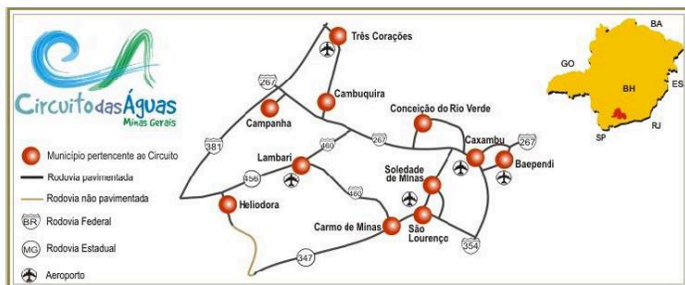 Circuito das Águas
Minas Gerais
Município pertencente ao Circuito
Rodovia pavimentada
Rodovia não pavimentada
BR Rodovia Federal
MG Rodovia Estadual
Aeroporto
Três Corações
267
Cambuquira
Campanha
Conceição do Rio Verde
381
460
267
Caxambu
267
Baependi
Lambari
456
Soledade de Minas
460
Heliodora
Carmo de Minas
São Lourenço
354
347
BA
GO
BH
ES
SP
RJ